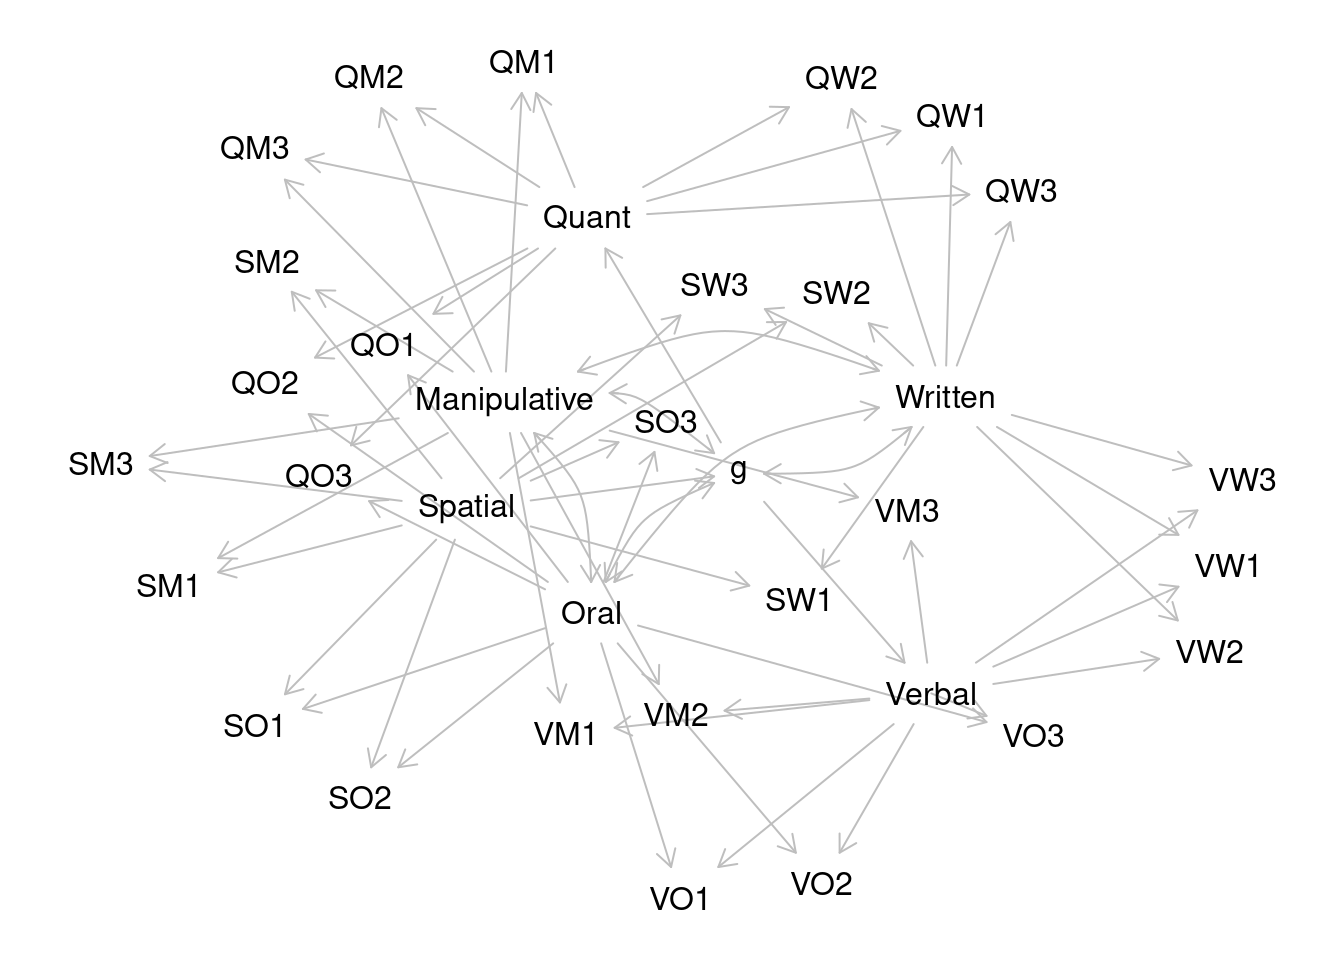 QM1
QM2
QW2
QW1
QM3
QW3
Quant
SM2
SW3
SW2
QO1
QO2
Manipulative
Written
SO3
SM3
g
QO3
VW3
Spatial
VM3
VW1
SM1
SW1
Oral
VW2
Verbal
SO1
VM2
VM1
VO3
SO2
VO2
VO1